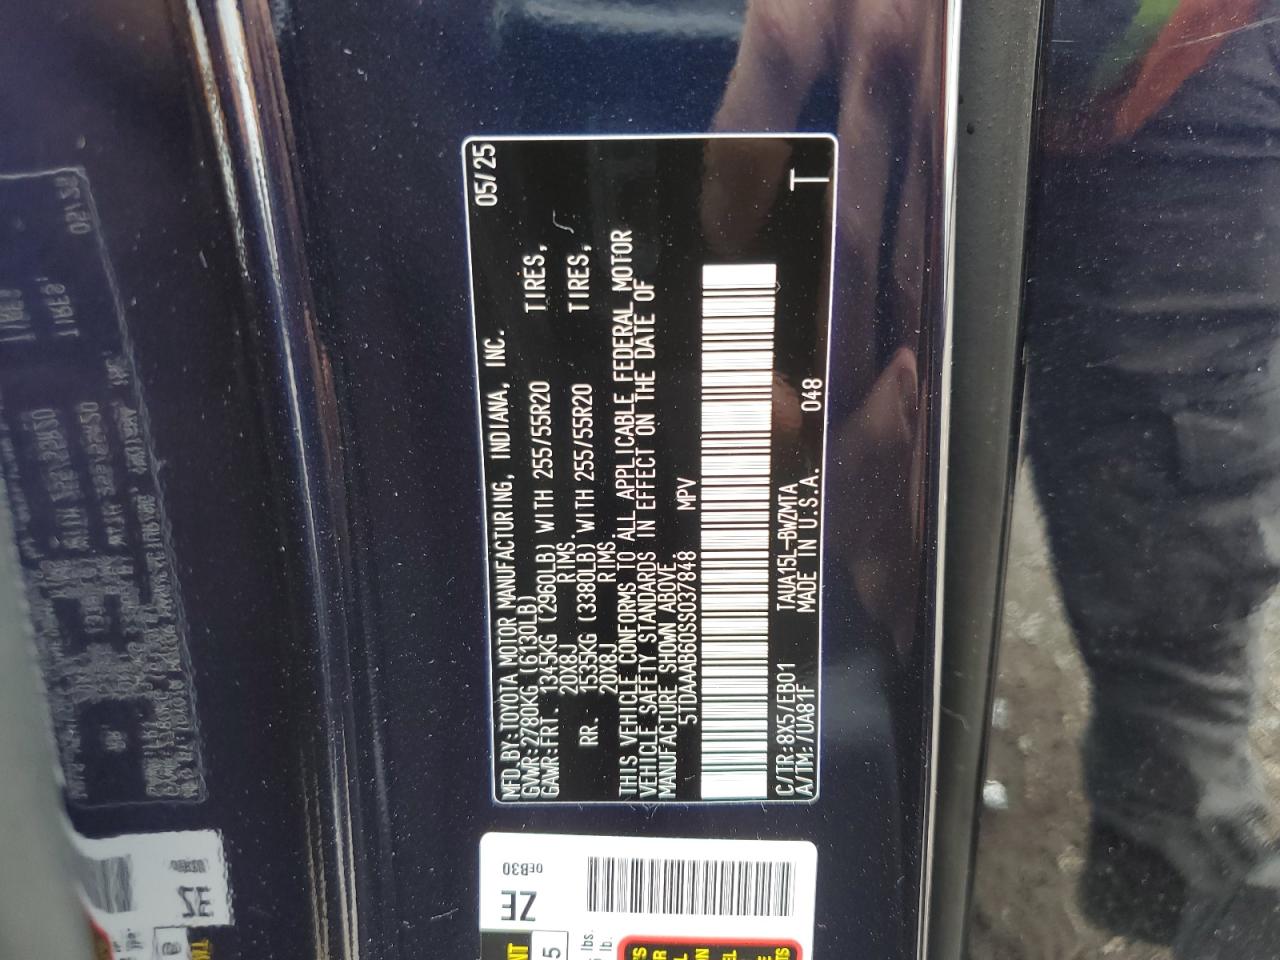 MFD.BY:TOYOTA MOTOR MANUFACTURING, INDIANA, INC. 05/25
GVWR:2780KG (6130LB)
GAWR:FRT. 1345KG (2960LB) WITH 255/55R20 TIRES,
20X8J RIMS.
RR. 1535KG (3380LB) WITH 255/55R20 TIRES,
20X8J RIMS.
THIS VEHICLE CONFORMS TO ALL APPLICABLE FEDERAL MOTOR
VEHICLE SAFETY STANDARDS IN EFFECT ON THE DATE OF
MANUFACTURE SHOWN ABOVE.
5TDAAAB60SS037848 MPV
C/TR:8X5/EB01 TAUA15L-BWZMTA
A/TM:/UA81F MADE IN U.S.A. 048 T
ZE 0EB30